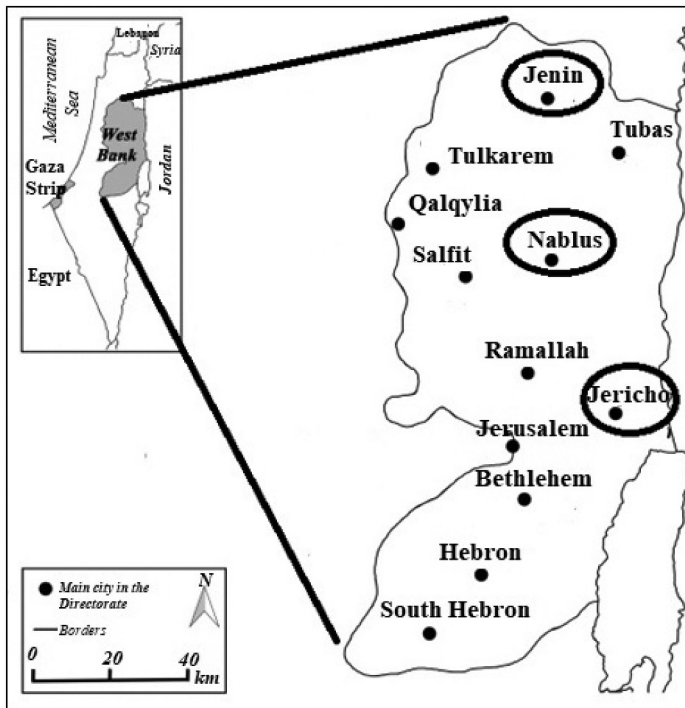 Lebanon
Syria
Mediterranean
Sea
West
Bank
Jordan
Gaza
Strip
Egypt
Jenin
Tubas
Tulkarem
Qalqylia
Nablus
Salfit
Ramallah
Jericho
Jerusalem
Bethlehem
Hebron
South Hebron
N
Main city in the
Directorate
Borders
0 20 40
km